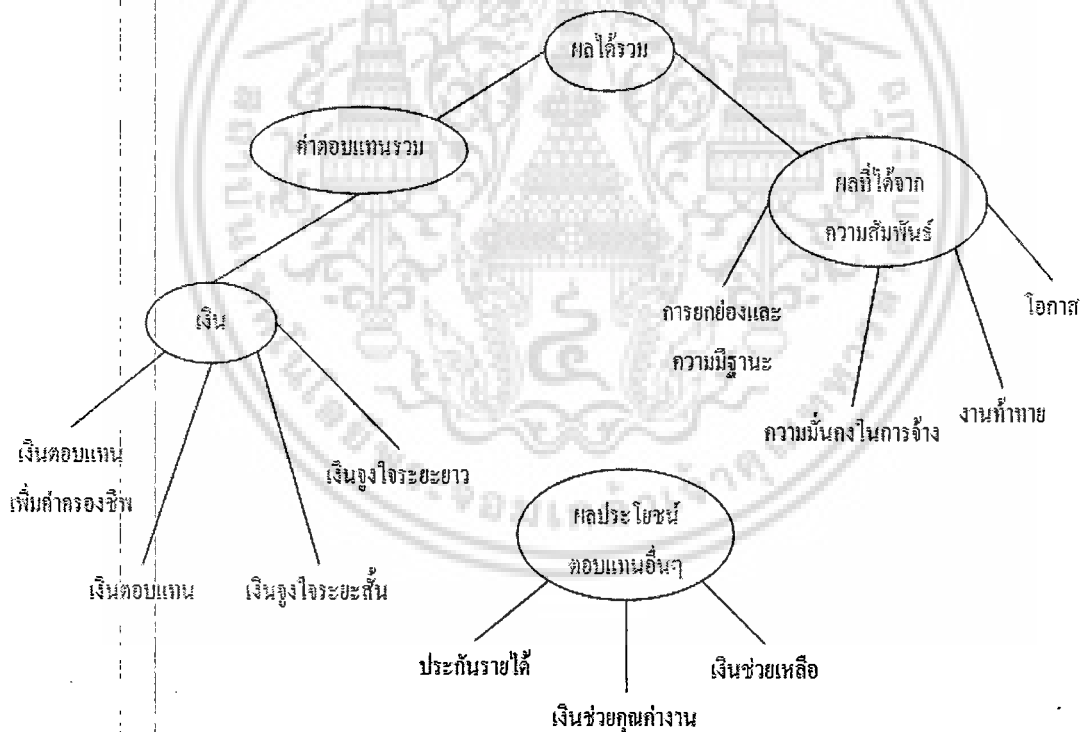 ผลได้รวม
ค่าตอบแทนรวม
ผลที่ได้จาก
ความสัมพันธ์
เงิน
การยกย่องและ
ความมีฐานะ
โอกาส
ความมั่นคงในการจ้าง
งานท้าทาย
เงินตอบแทน
เพิ่มค่าครองชีพ
เงินจูงใจระยะยาว
เงินตอบแทน
เงินจูงใจระยะสั้น
ผลประโยชน์
ตอบแทนอื่นๆ
ประกันรายได้
เงินช่วยเหลือ
เงินช่วยคุณค่างาน